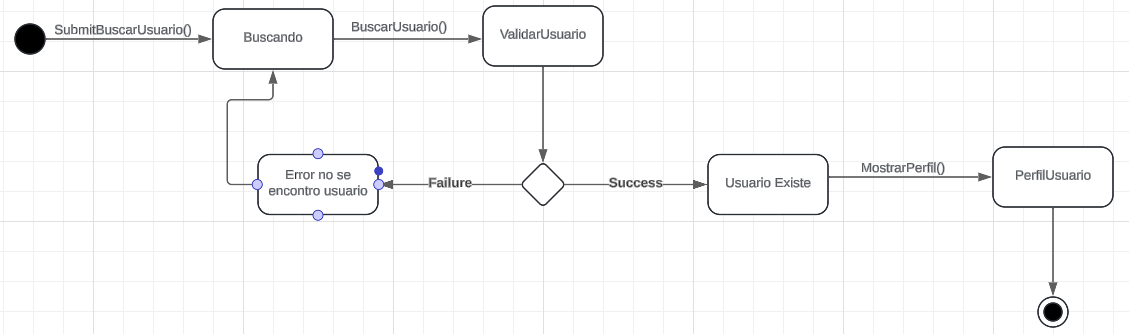 SubmitBuscarUsuario()
Buscando
BuscarUsuario()
ValidarUsuario
Error no se
encontro usuario
Failure
Success
Usuario Existe
MostrarPerfil()
PerfilUsuario